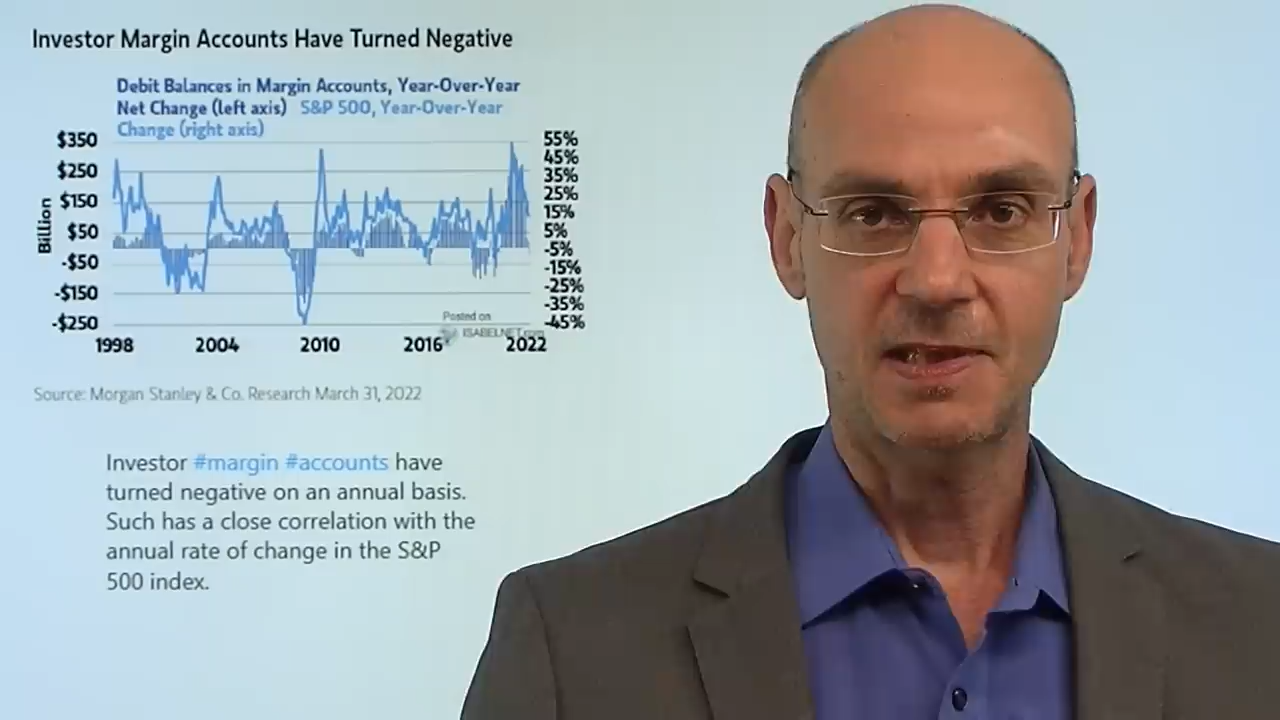 Investor Margin Accounts Have Turned Negative
Debit Balances in Margin Accounts, Year-Over-Year
Net Change (left axis) S&P 500, Year-Over-Year
Change (right axis)
$350
$250
$150
$50
-$50
-$150
-$250
Billion
55%
45%
35%
25%
15%
5%
-5%
-15%
-25%
-35%
-45%
Posted on
ISABELNET.com
1998 2004 2010 2016 2022
Source: Morgan Stanley & Co. Research March 31, 2022
Investor #margin #accounts have
turned negative on an annual basis.
Such has a close correlation with the
annual rate of change in the S&P
500 index.